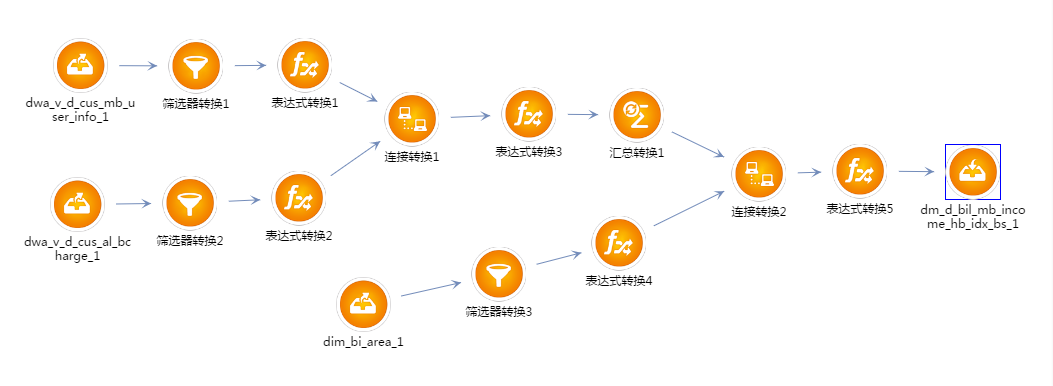 dwa_v_d_cus_mb_u
ser_info_1
筛选器转换1
表达式转换1
连接转换1
表达式转换3
汇总转换1
dwa_v_d_cus_al_bc
harge_1
筛选器转换2
表达式转换2
连接转换2
表达式转换5
dm_d_bil_mb_inco
me_hb_idx_bs_1
dim_bi_area_1
筛选器转换3
表达式转换4